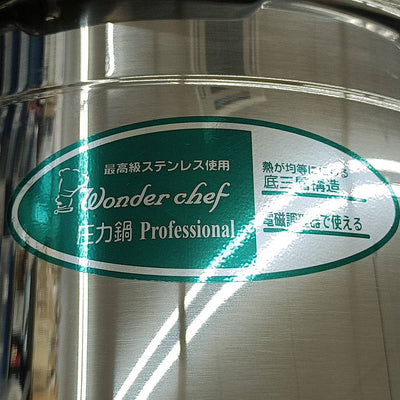 最高級ステンレス使用
Wonder chef
圧力鍋 Professional
熱が均等に
底三層構造
電磁調理器で使える